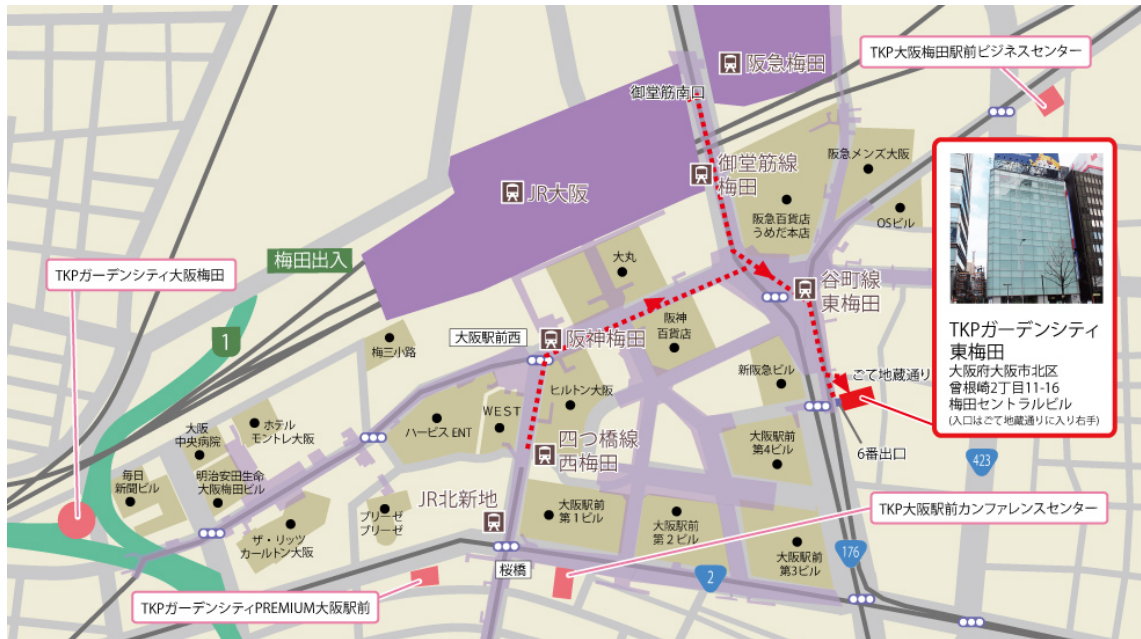 TKP大阪梅田駅前ビジネスセンター
阪急梅田
御堂筋南口
御堂筋線
梅田
阪急メンズ大阪
阪急百貨店
うめだ本店
OSビル
JR大阪
梅田出入
TKPガーデンシティ大阪梅田
大丸
谷町線
東梅田
1
大阪駅前西
阪神梅田
阪神
百貨店
梅三小路
新阪急ビル
ごて地蔵通り
TKPガーデンシティ
東梅田
大阪府大阪市北区
曾根崎2丁目11-16
梅田セントラルビル
(入口はごて地蔵通りに入り右手)
ヒルトン大阪
WEST
ハービス ENT
ホテル
モントレ大阪
大阪
中央病院
四つ橋線
西梅田
大阪駅前
第4ビル
6番出口
423
毎日
新聞ビル
明治安田生命
大阪梅田ビル
JR北新地
ブリーゼ
ブリーゼ
ザ・リッツ
カールトン大阪
大阪駅前
第1ビル
大阪駅前
第2ビル
大阪駅前
第3ビル
TKP大阪駅前カンファレンスセンター
176
桜橋
2
TKPガーデンシティPREMIUM大阪駅前